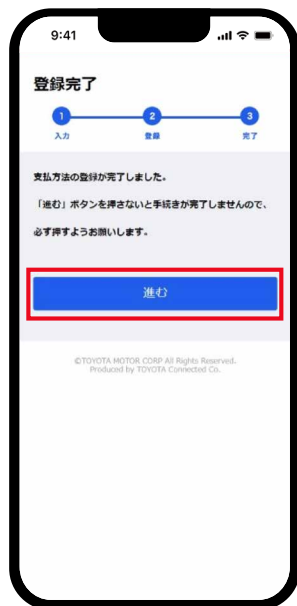 9:41
登録完了
1 2 3
入力 登録 完了
支払方法の登録が完了しました。
「進む」ボタンを押さないと手続きが完了しませんので、
必ず押すようお願いします。
進む
©TOYOTA MOTOR CORP All Rights Reserved.
Produced by TOYOTA Connected Co.